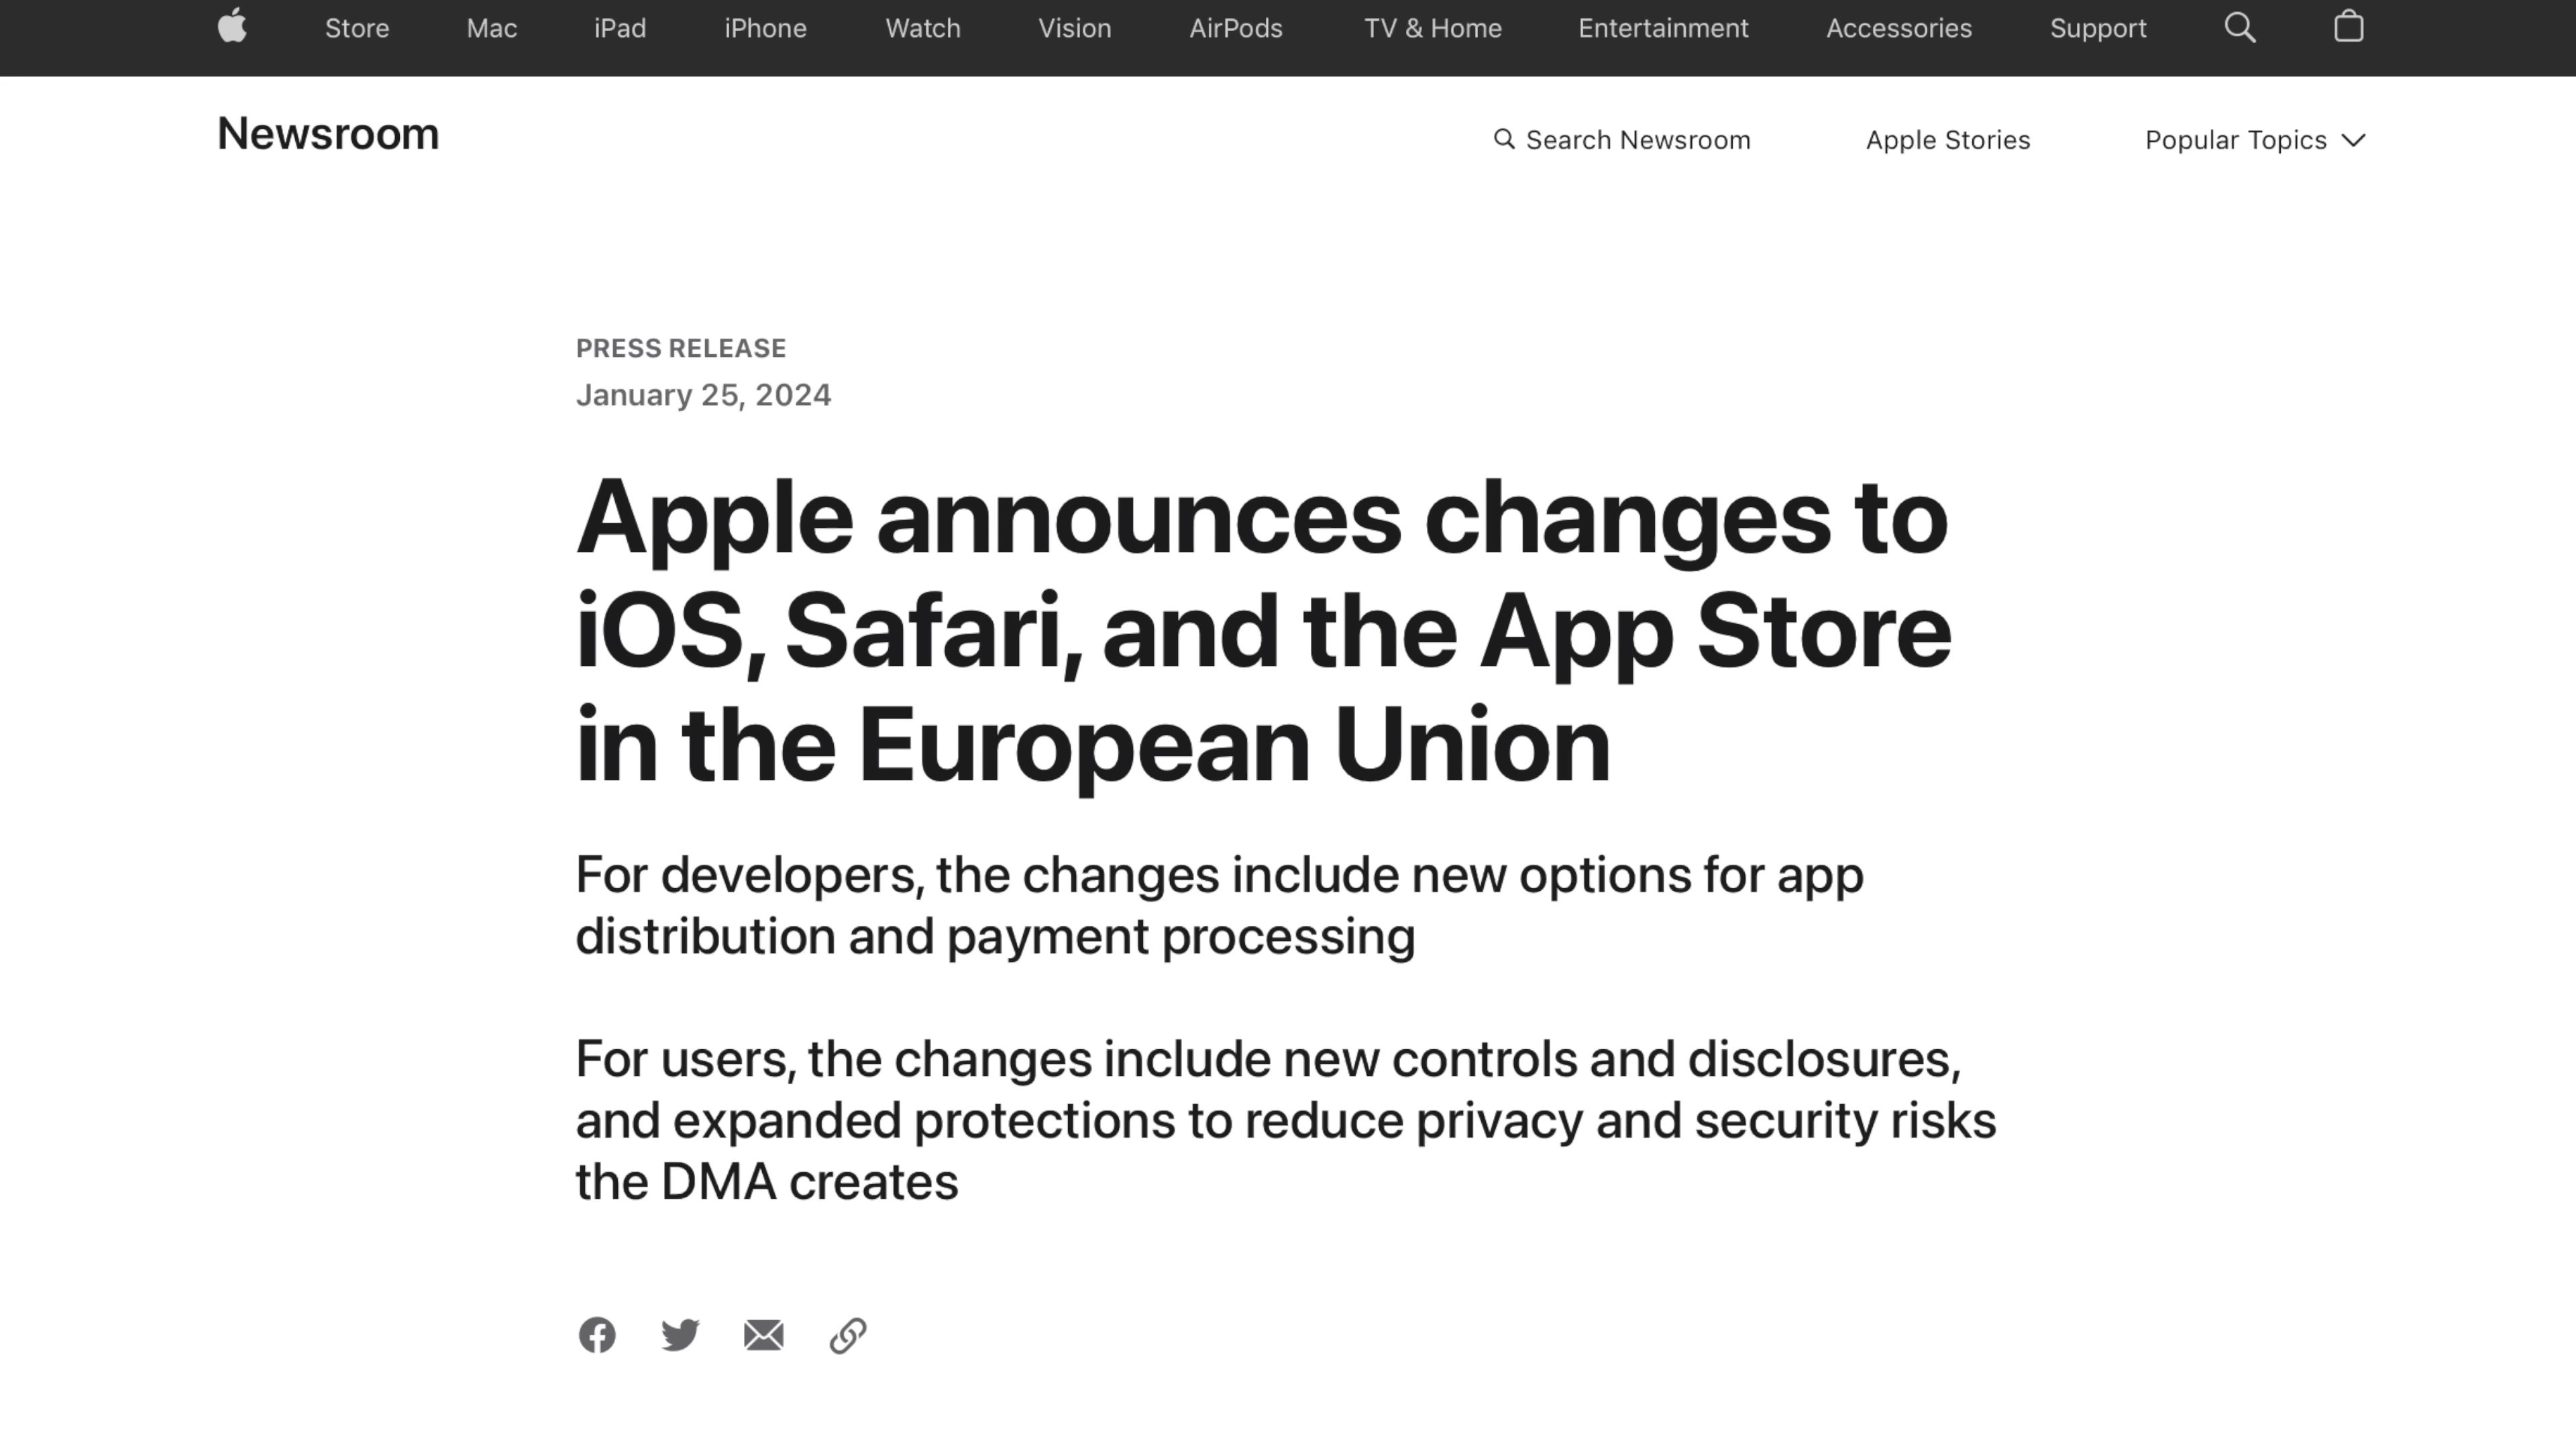 Store Mac iPad iPhone Watch Vision AirPods TV & Home Entertainment Accessories Support
Newsroom
Search Newsroom Apple Stories Popular Topics
PRESS RELEASE
January 25, 2024
Apple announces changes to
iOS, Safari, and the App Store
in the European Union
For developers, the changes include new options for app
distribution and payment processing
For users, the changes include new controls and disclosures,
and expanded protections to reduce privacy and security risks
the DMA creates